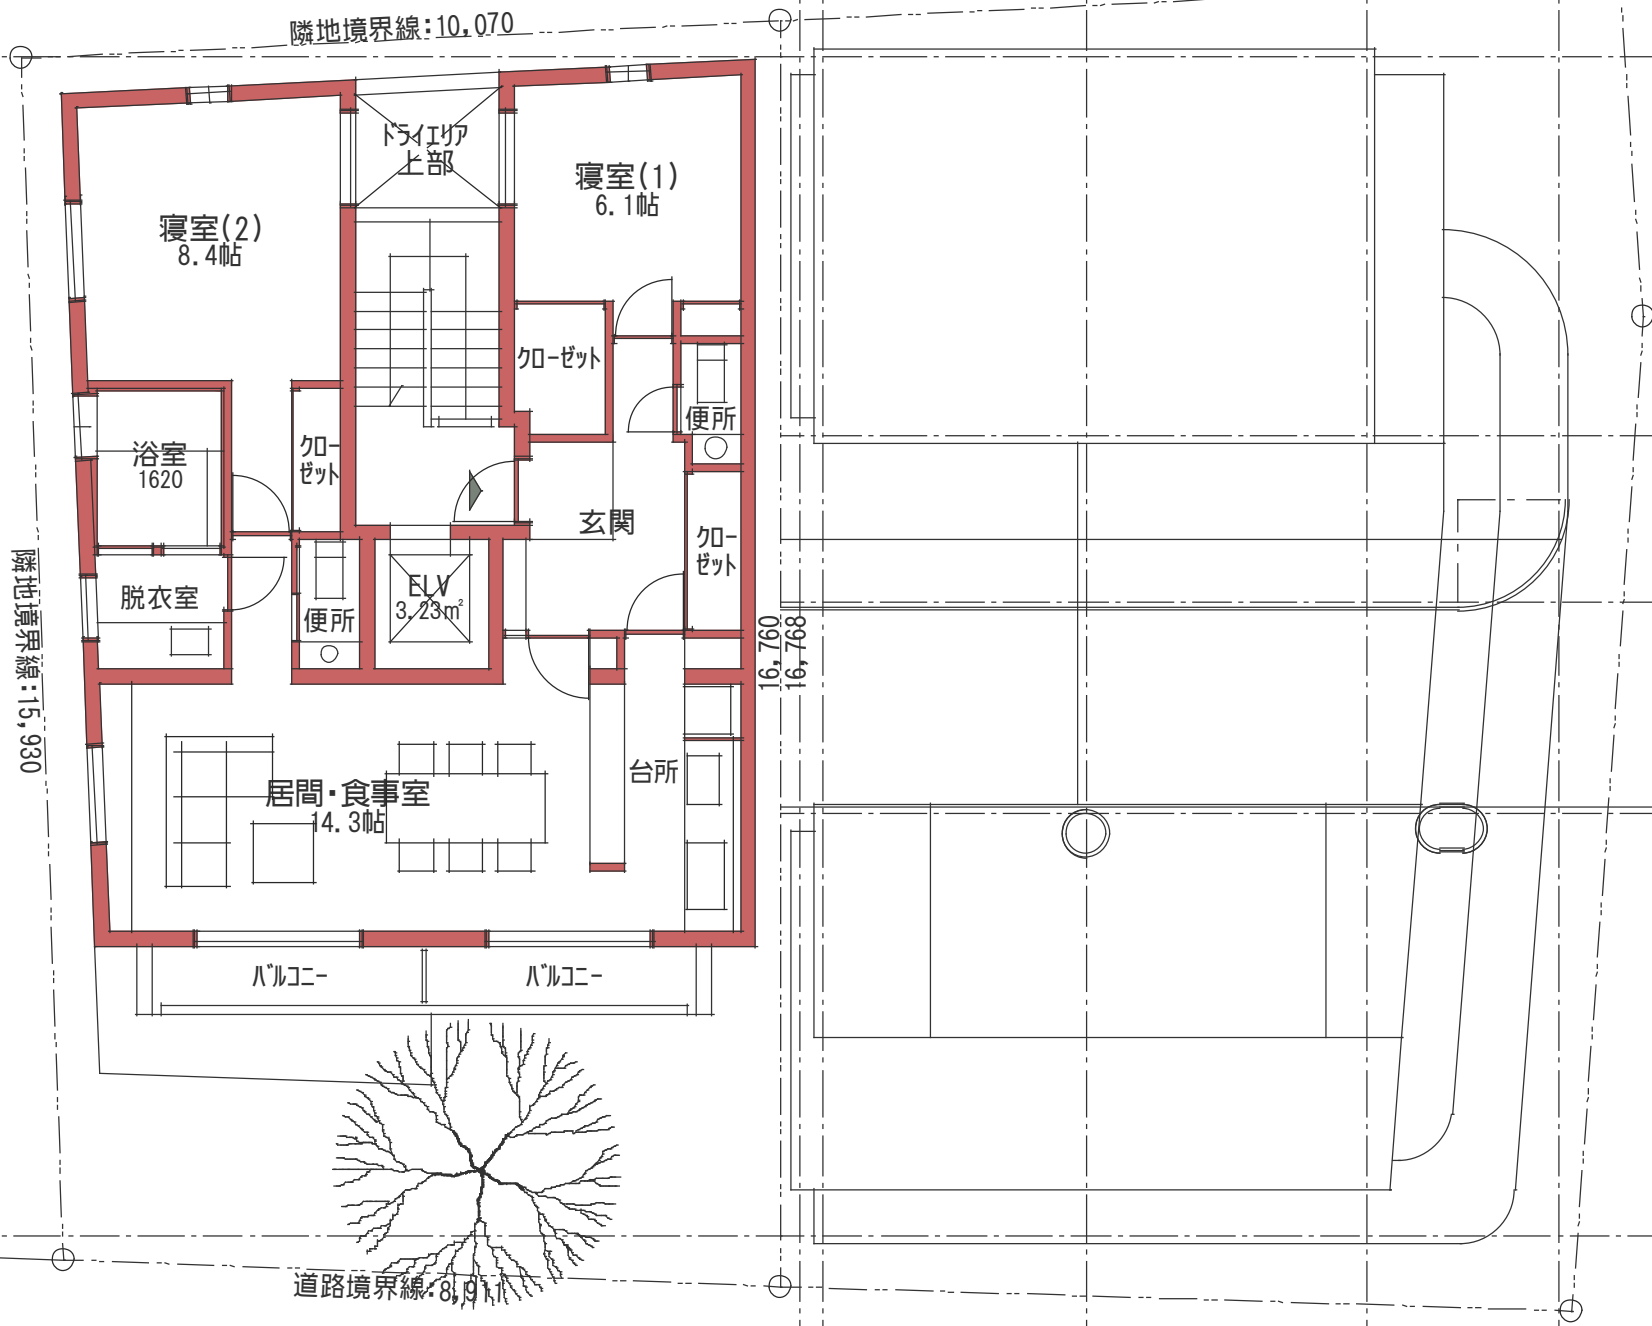 隣地境界線:10,070
ドライエリア
上部
寝室(1)
6.1帖
寝室(2)
8.4帖
クローゼット
便所
浴室
1620
クロー
ゼット
玄関
クロー
ゼット
隣地境界線:15,930
脱衣室
便所
ELV
3.23㎡
16,760
16,768
居間・食事室
14.3帖
台所
バルコニー
バルコニー
道路境界線:8,911